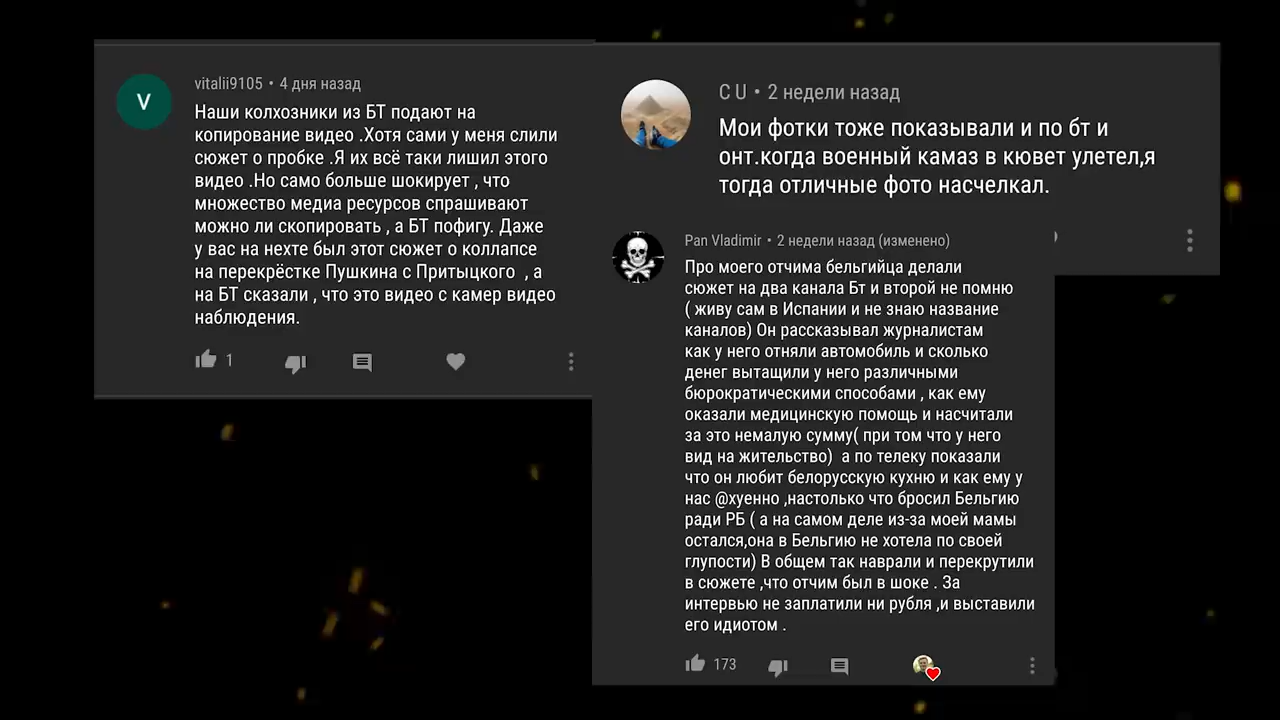 V
vitalii9105 • 4 дня назад
Наши колхозники из БТ подают на
копирование видео .Хотя сами у меня слили
сюжет о пробке .Я их всё таки лишил этого
видео .Но само больше шокирует , что
множество медиа ресурсов спрашивают
можно ли скопировать , а БТ пофигу. Даже
у вас на нехте был этот сюжет о коллапсе
на перекрёстке Пушкина с Притыцкого , а
на БТ сказали , что это видео с камер видео
наблюдения.
1
C U • 2 недели назад
Мои фотки тоже показывали и по бт и
онт.когда военный камаз в кювет улетел,я
тогда отличные фото насчелкал.
Pan Vladimir • 2 недели назад (изменено)
Про моего отчима бельгийца делали
сюжет на два канала Бт и второй не помню
( живу сам в Испании и не знаю название
каналов) Он рассказывал журналистам
как у него отняли автомобиль и сколько
денег вытащили у него различными
бюрократическими способами , как ему
оказали медицинскую помощь и насчитали
за это немалую сумму( при том что у него
вид на жительство) а по телеку показали
что он любит белорусскую кухню и как ему у
нас @хуенно ,настолько что бросил Бельгию
ради РБ ( а на самом деле из-за моей мамы
остался,она в Бельгию не хотела по своей
глупости) В общем так наврали и перекрутили
в сюжете ,что отчим был в шоке . За
интервью не заплатили ни рубля ,и выставили
его идиотом .
173